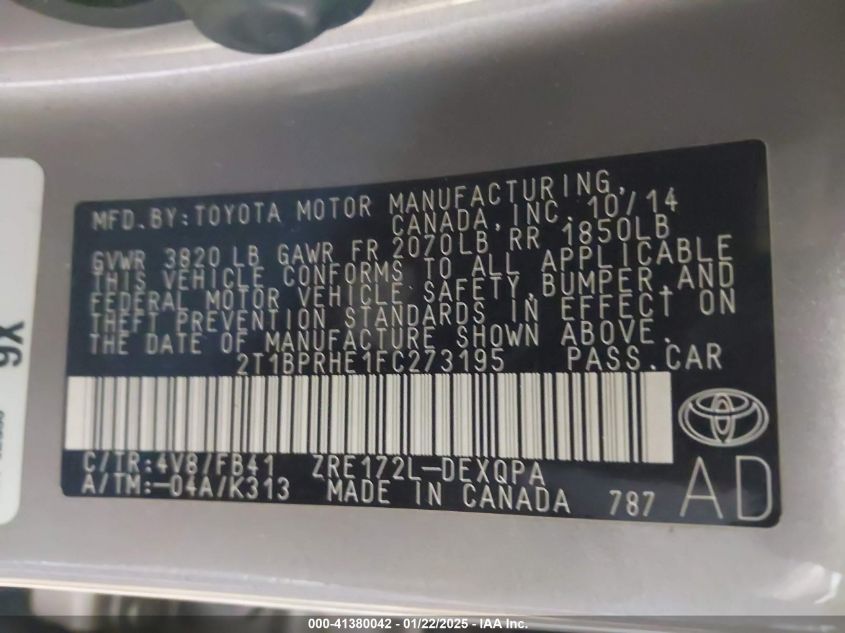 MFD.BY:TOYOTA MOTOR MANUFACTURING,
CANADA,INC. 10/14
GVWR 3820 LB GAWR FR 2070LB RR 1850LB
THIS VEHICLE CONFORMS TO ALL APPLICABLE
FEDERAL MOTOR VEHICLE SAFETY,BUMPER,AND
THEFT PREVENTION STANDARDS IN EFFECT ON
THE DATE OF MANUFACTURE SHOWN ABOVE.
2T1BPRHE1FC273195 PASS.CAR
C/TR:4V8/FB41 ZRE172L-DEXQPA
A/TM:-04A/K313 MADE IN CANADA 787
AD
9X
000-41380042 - 01/22/2025 - IAA Inc.